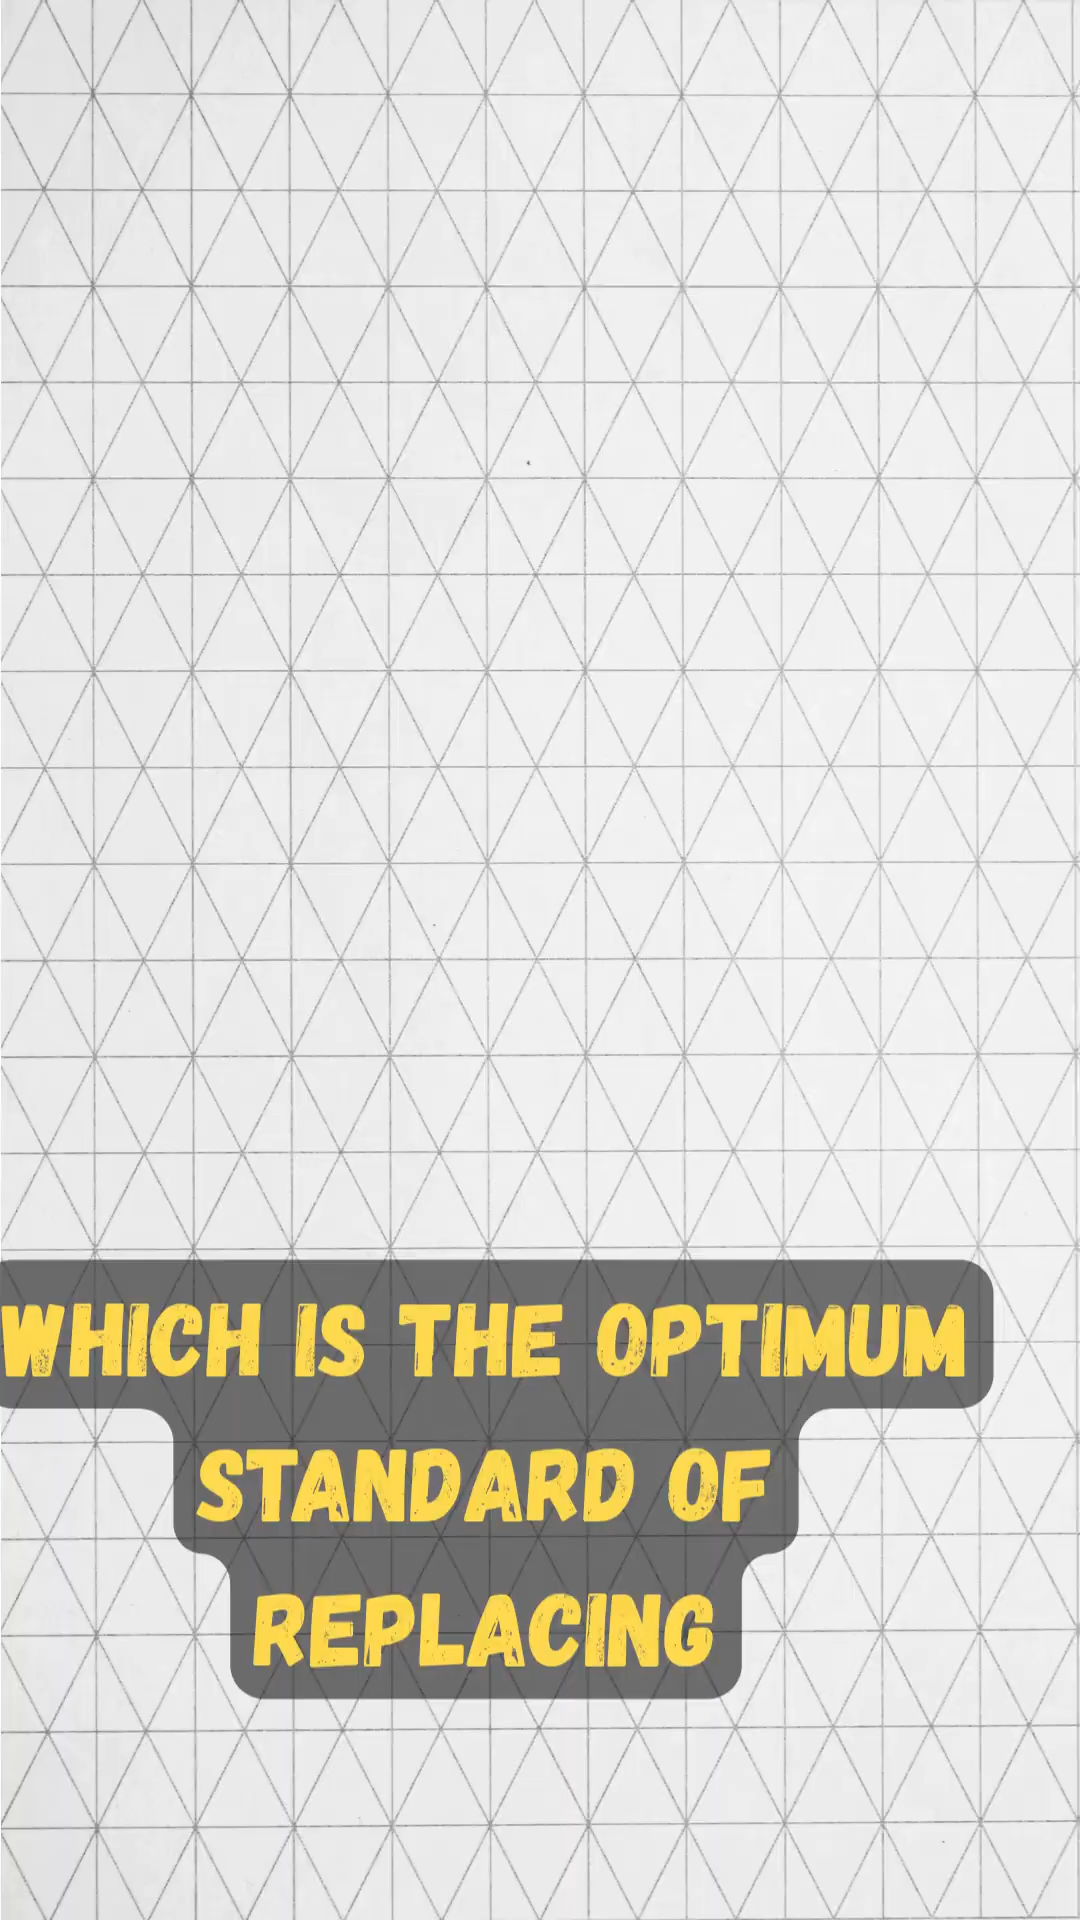 WHICH IS THE OPTIMUM
STANDARD OF
REPLACING